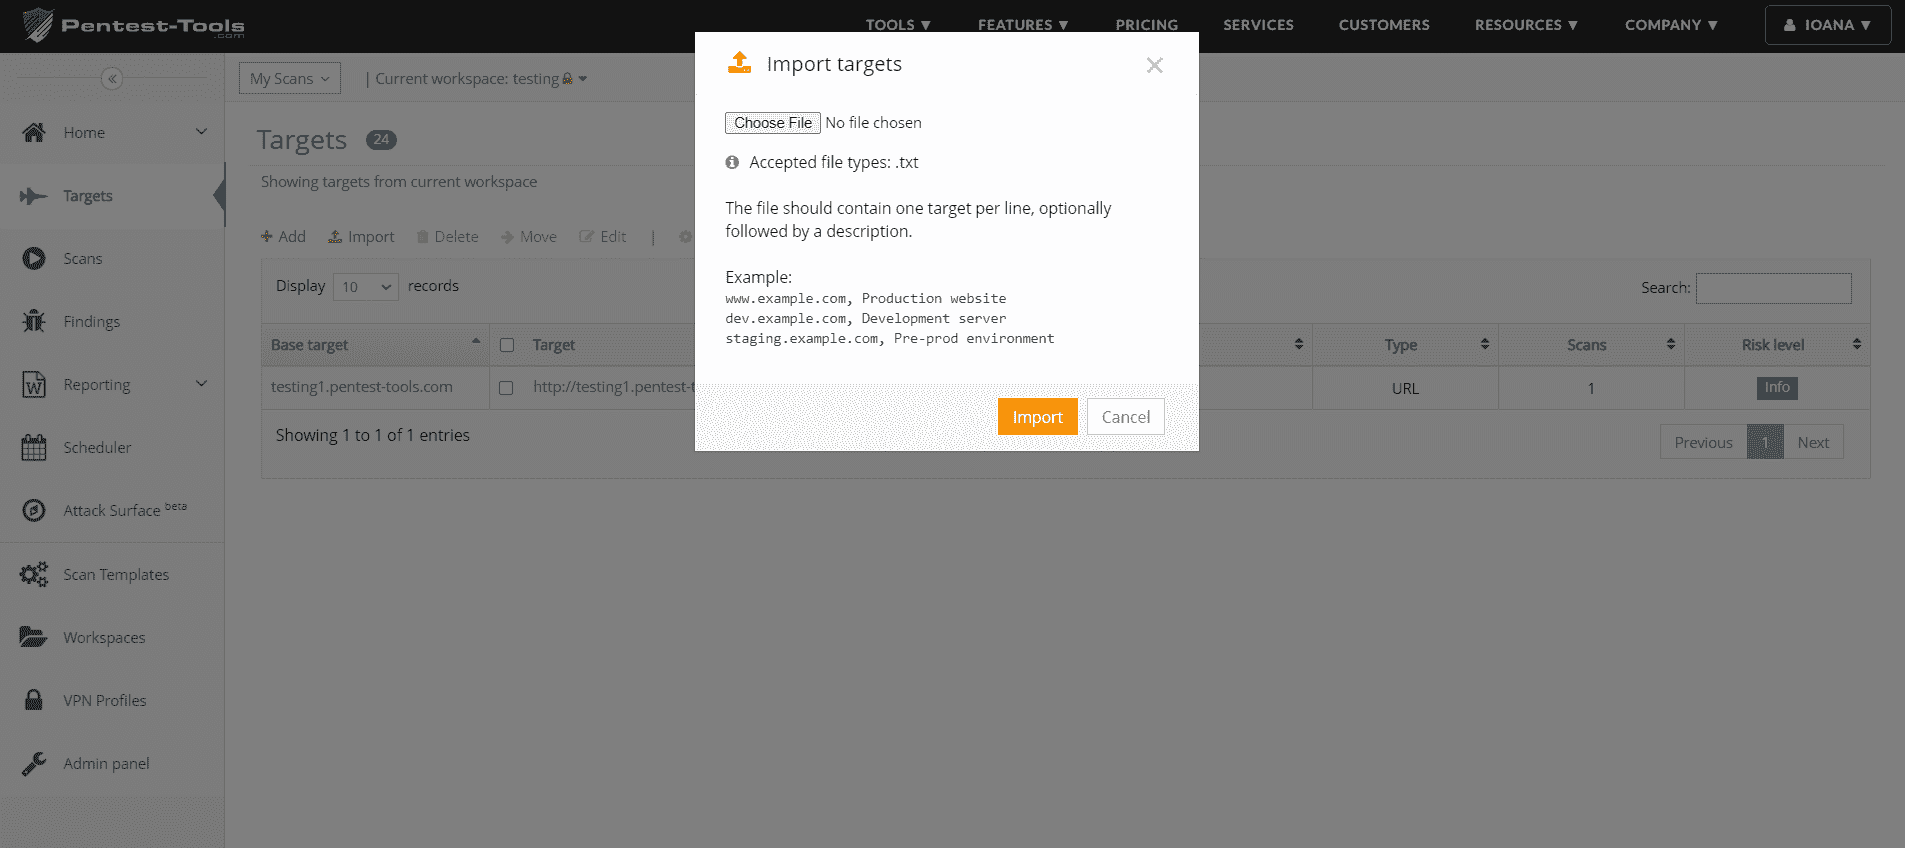 Pentest-Tools
.com
TOOLS ▼ FEATURES ▼ PRICING SERVICES CUSTOMERS RESOURCES ▼ COMPANY ▼ IOANA ▼
My Scans | Current workspace: testing
Home
Targets
Scans
Findings
Reporting
Scheduler
Attack Surface beta
Scan Templates
Workspaces
VPN Profiles
Admin panel
Targets 24
Showing targets from current workspace
Add Import Delete Move Edit |
Display 10 records
Search:
Base target Target Type Scans Risk level
testing1.pentest-tools.com http://testing1.pentest-t URL 1 Info
Showing 1 to 1 of 1 entries
Previous 1 Next
Import targets
Choose File No file chosen
Accepted file types: .txt
The file should contain one target per line, optionally
followed by a description.
Example:
www.example.com, Production website
dev.example.com, Development server
staging.example.com, Pre-prod environment
Import Cancel